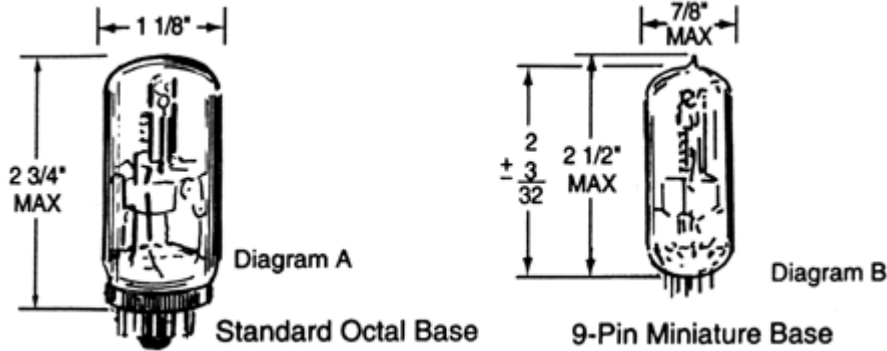 1 1/8"
2 3/4"
MAX
Diagram A
Standard Octal Base
7/8"
MAX
2
± 3
32
2 1/2"
MAX
Diagram B
9-Pin Miniature Base